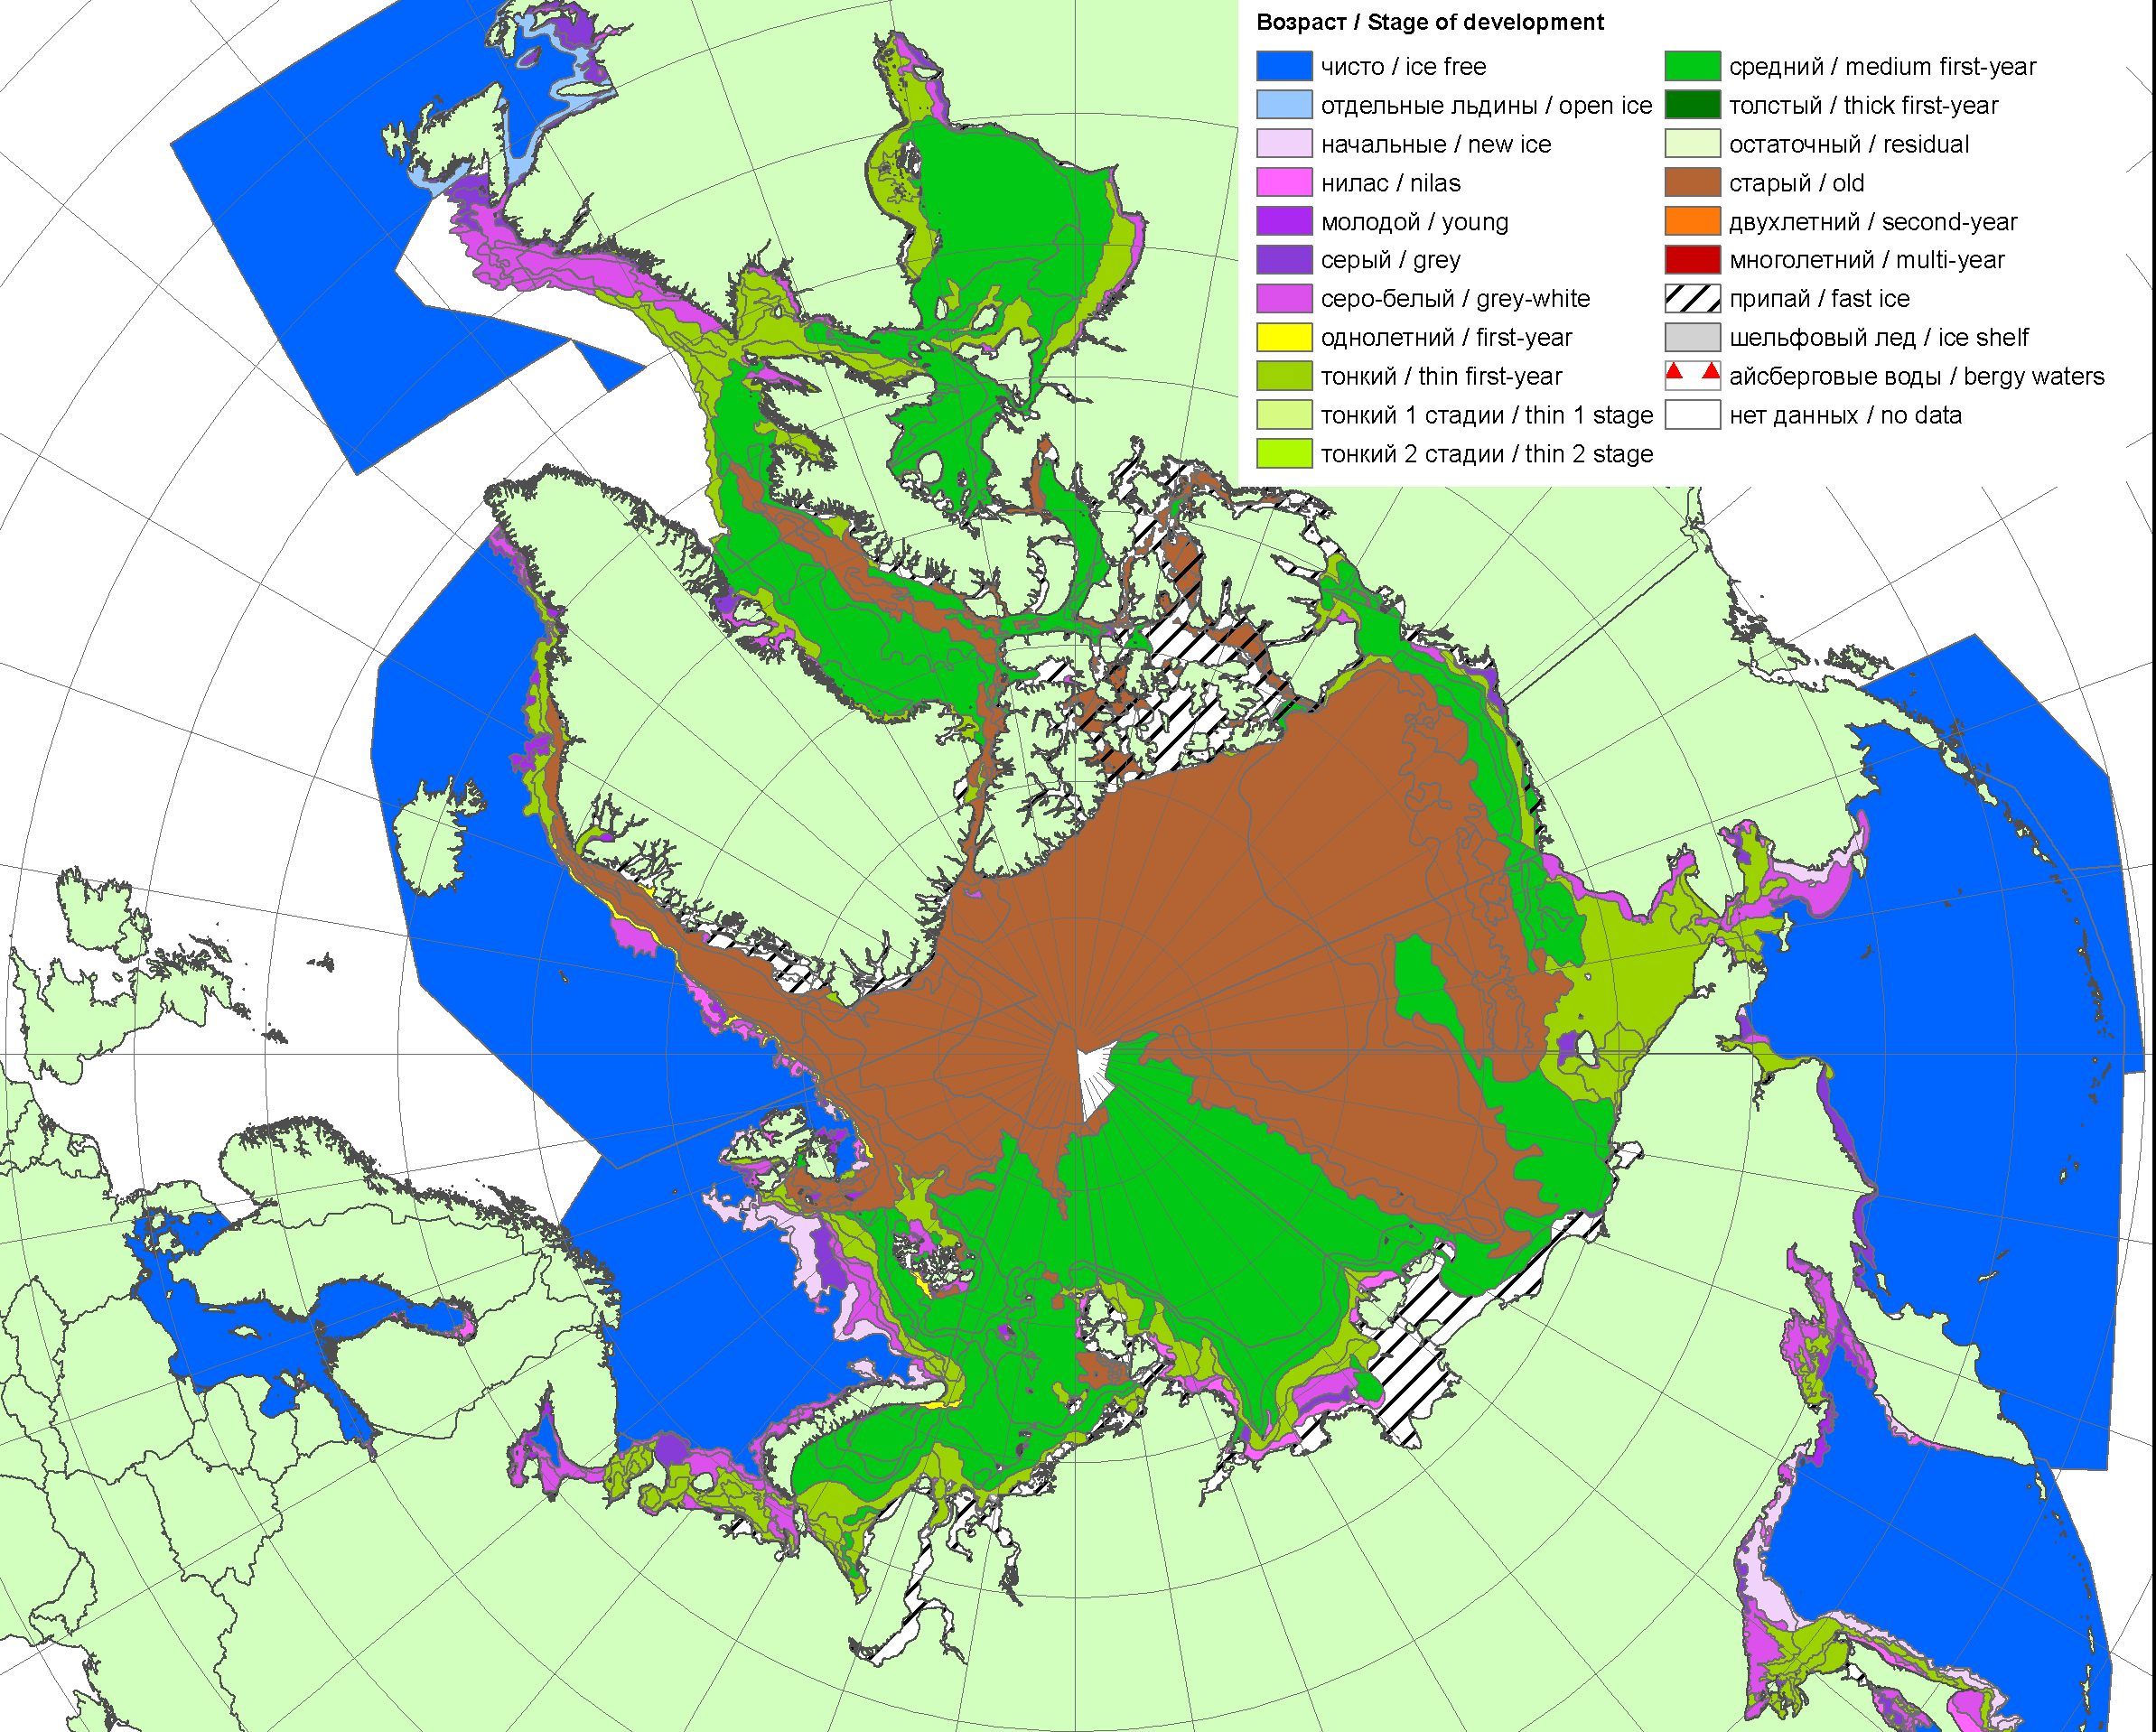 Возраст / Stage of development
чисто / ice free
отдельные льдины / open ice
начальные / new ice
нилас / nilas
молодой / young
серый / grey
серо-белый / grey-white
однолетний / first-year
тонкий / thin first-year
тонкий 1 стадии / thin 1 stage
тонкий 2 стадии / thin 2 stage
средний / medium first-year
толстый / thick first-year
остаточный / residual
старый / old
двухлетний / second-year
многолетний / multi-year
припай / fast ice
шельфовый лед / ice shelf
айсберговые воды / bergy waters
нет данных / no data